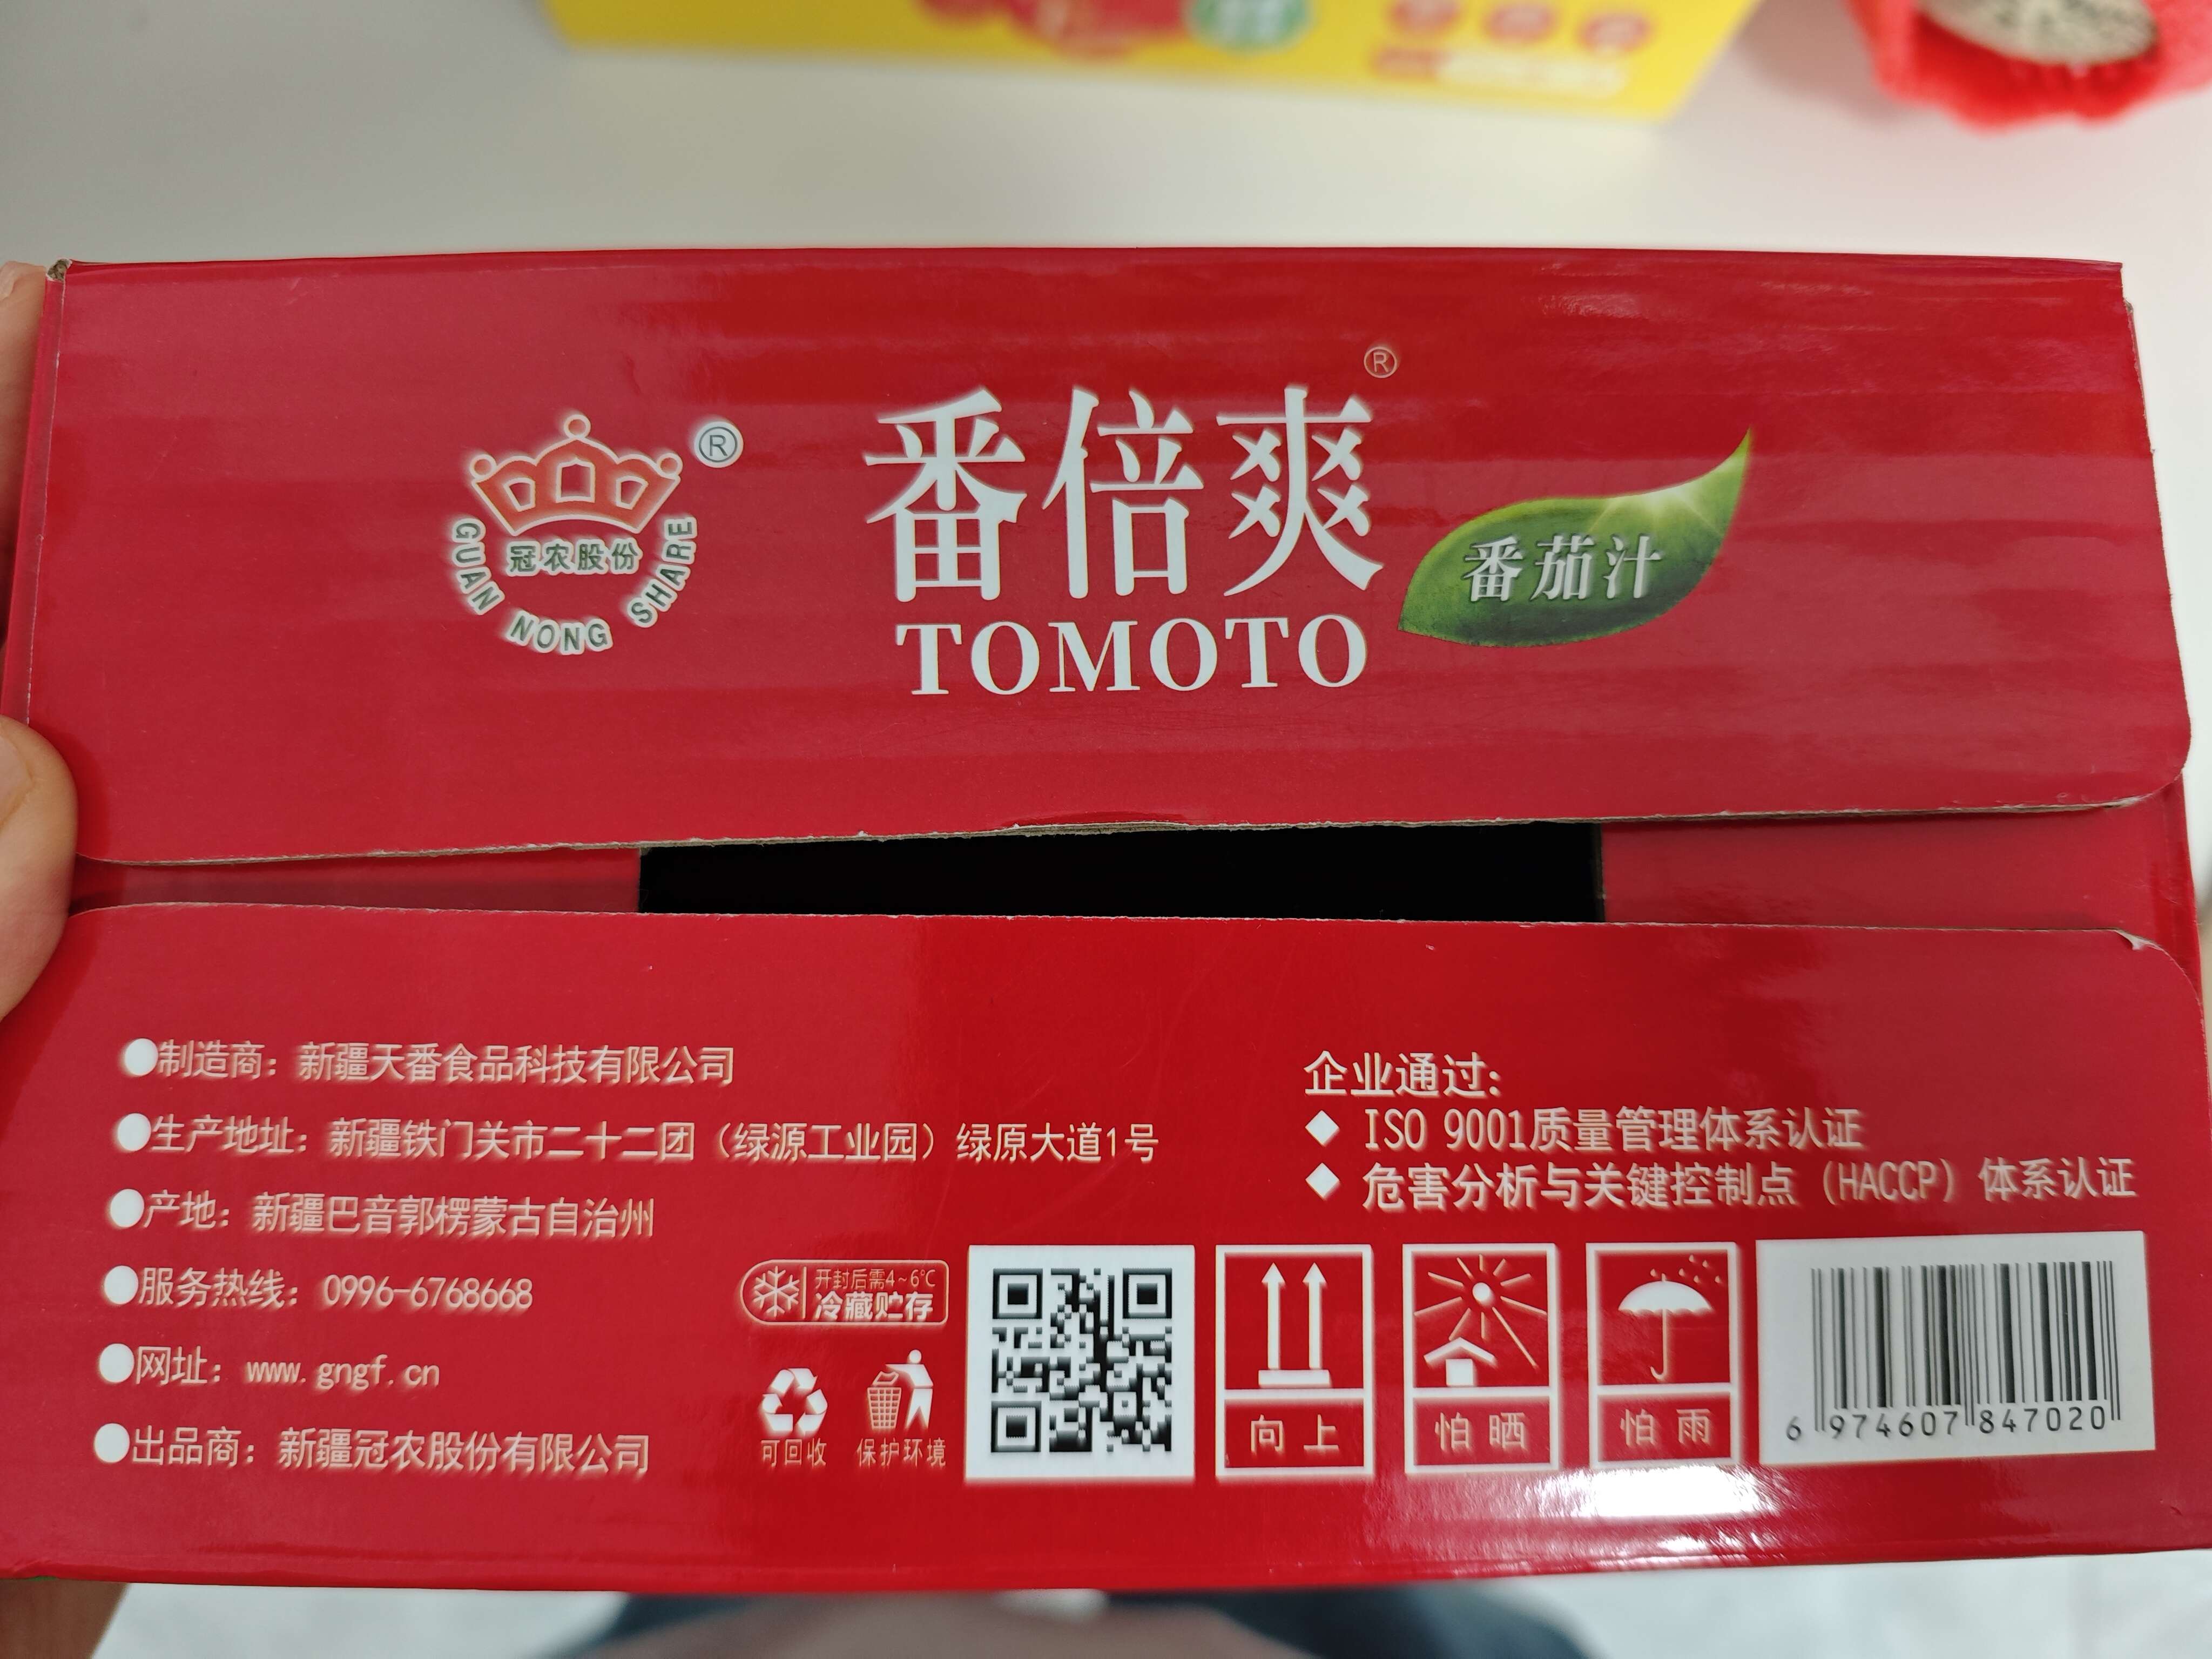 ®
番倍爽
®
冠农股份
GUAN NONG SHARE
番茄汁
TOMOTO
●制造商：新疆天番食品科技有限公司
●生产地址：新疆铁门关市二十二团（绿源工业园）绿原大道1号
●产地：新疆巴音郭楞蒙古自治州
●服务热线：0996-6768668
●网址：www.gngf.cn
●出品商：新疆冠农股份有限公司
企业通过：
◆ ISO 9001质量管理体系认证
◆ 危害分析与关键控制点（HACCP）体系认证
开封后需4~6℃
冷藏贮存
可回收
保护环境
向上
怕晒
怕雨
6 974607 847020